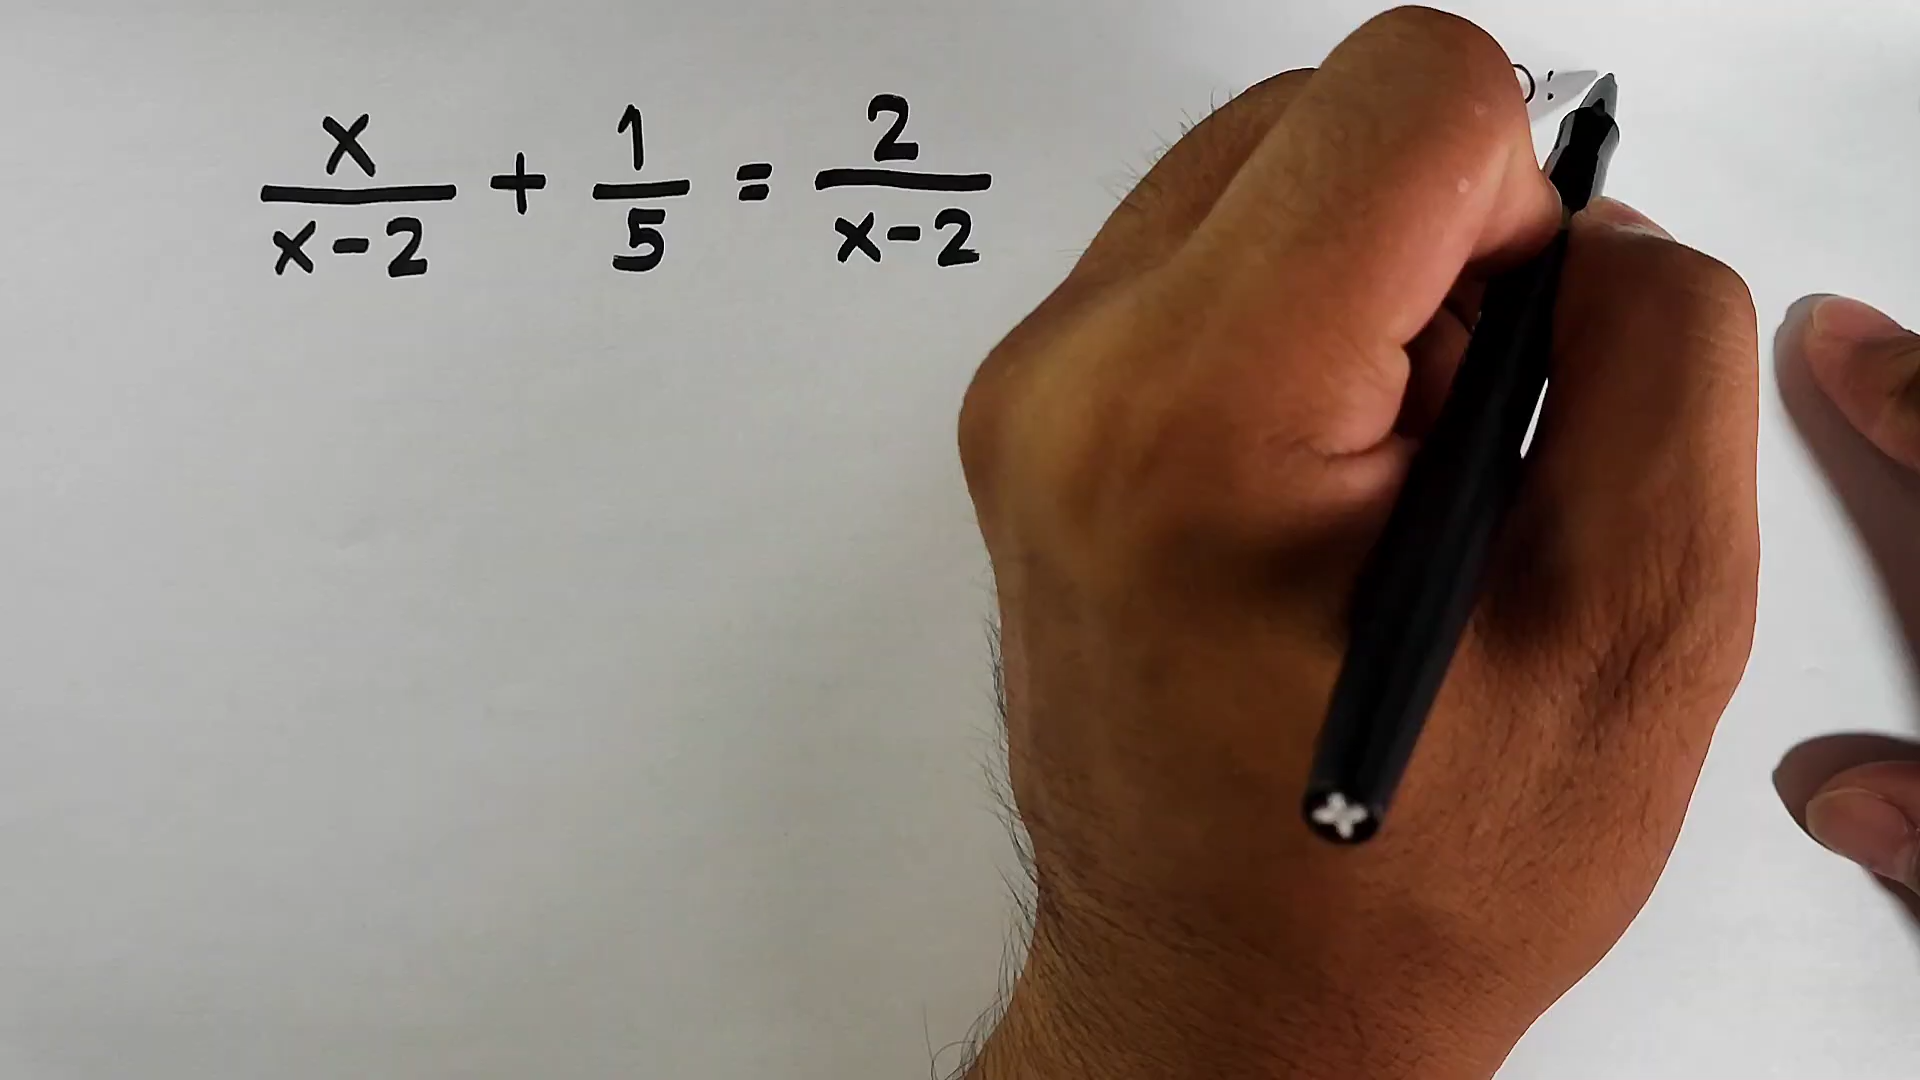 x/(x-2) + 1/5 = 2/(x-2)